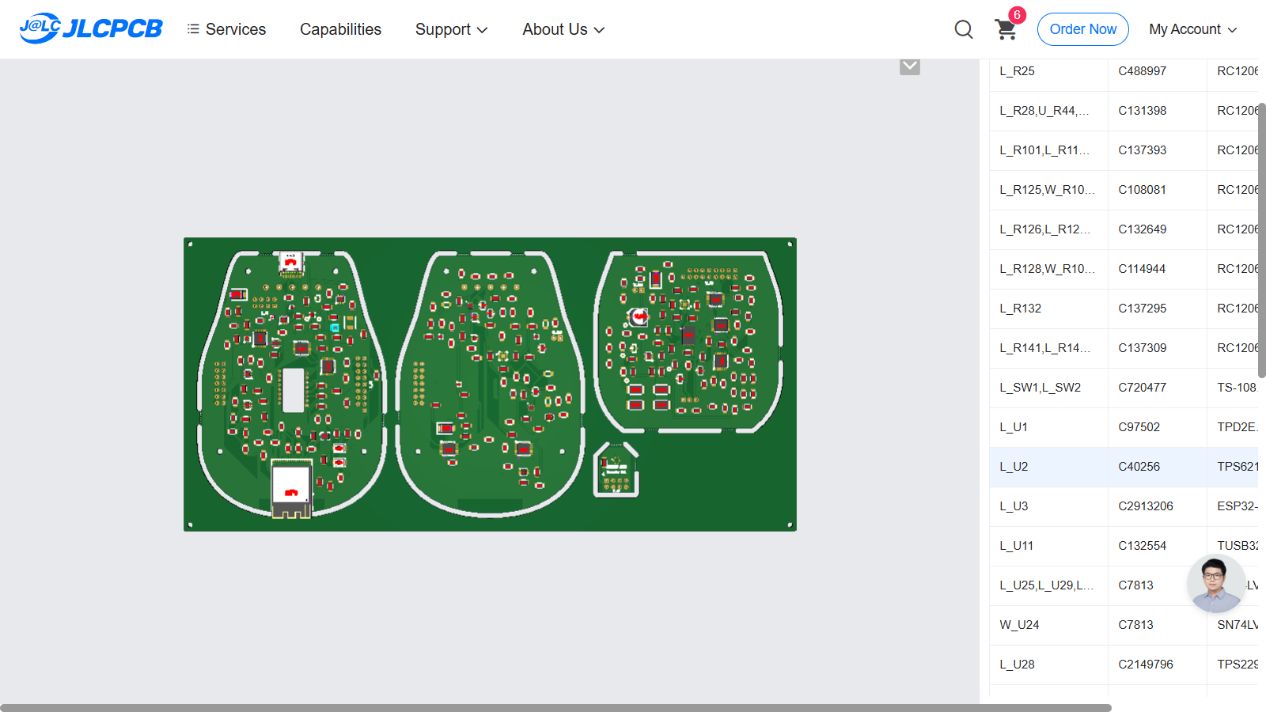 J@LC JLCPCB Services Capabilities Support About Us 6 Order Now My Account
L_R25 C488997 RC1206
L_R28,U_R44,... C131398 RC1206
L_R101,L_R11... C137393 RC1206
L_R125,W_R10... C108081 RC1206
L_R126,L_R12... C132649 RC1206
L_R128,W_R10... C114944 RC1206
L_R132 C137295 RC1206
L_R141,L_R14... C137309 RC1206
L_SW1,L_SW2 C720477 TS-108
L_U1 C97502 TPD2E
L_U2 C40256 TPS621
L_U3 C2913206 ESP32-
L_U11 C132554 TUSB32
L_U25,L_U29,L... C7813
W_U24 C7813 SN74LV
L_U28 C2149796 TPS229